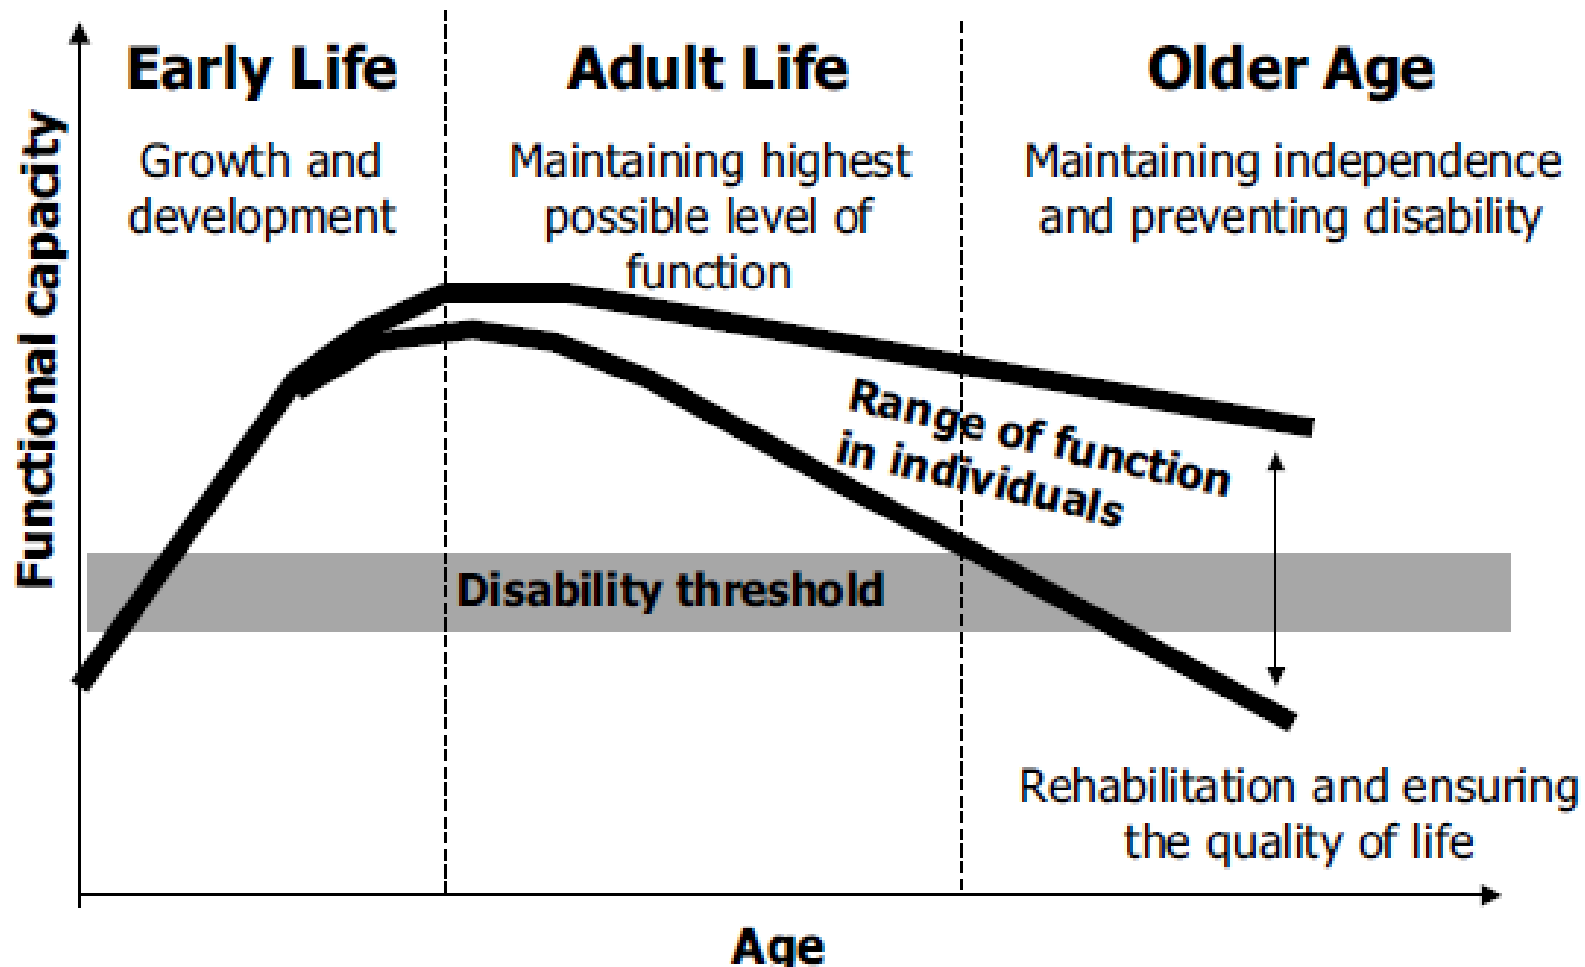 Early Life
Adult Life
Older Age
Growth and
development
Maintaining highest
possible level of
function
Maintaining independence
and preventing disability
Functional capacity
Range of function
in individuals
Disability threshold
Rehabilitation and ensuring
the quality of life
Age